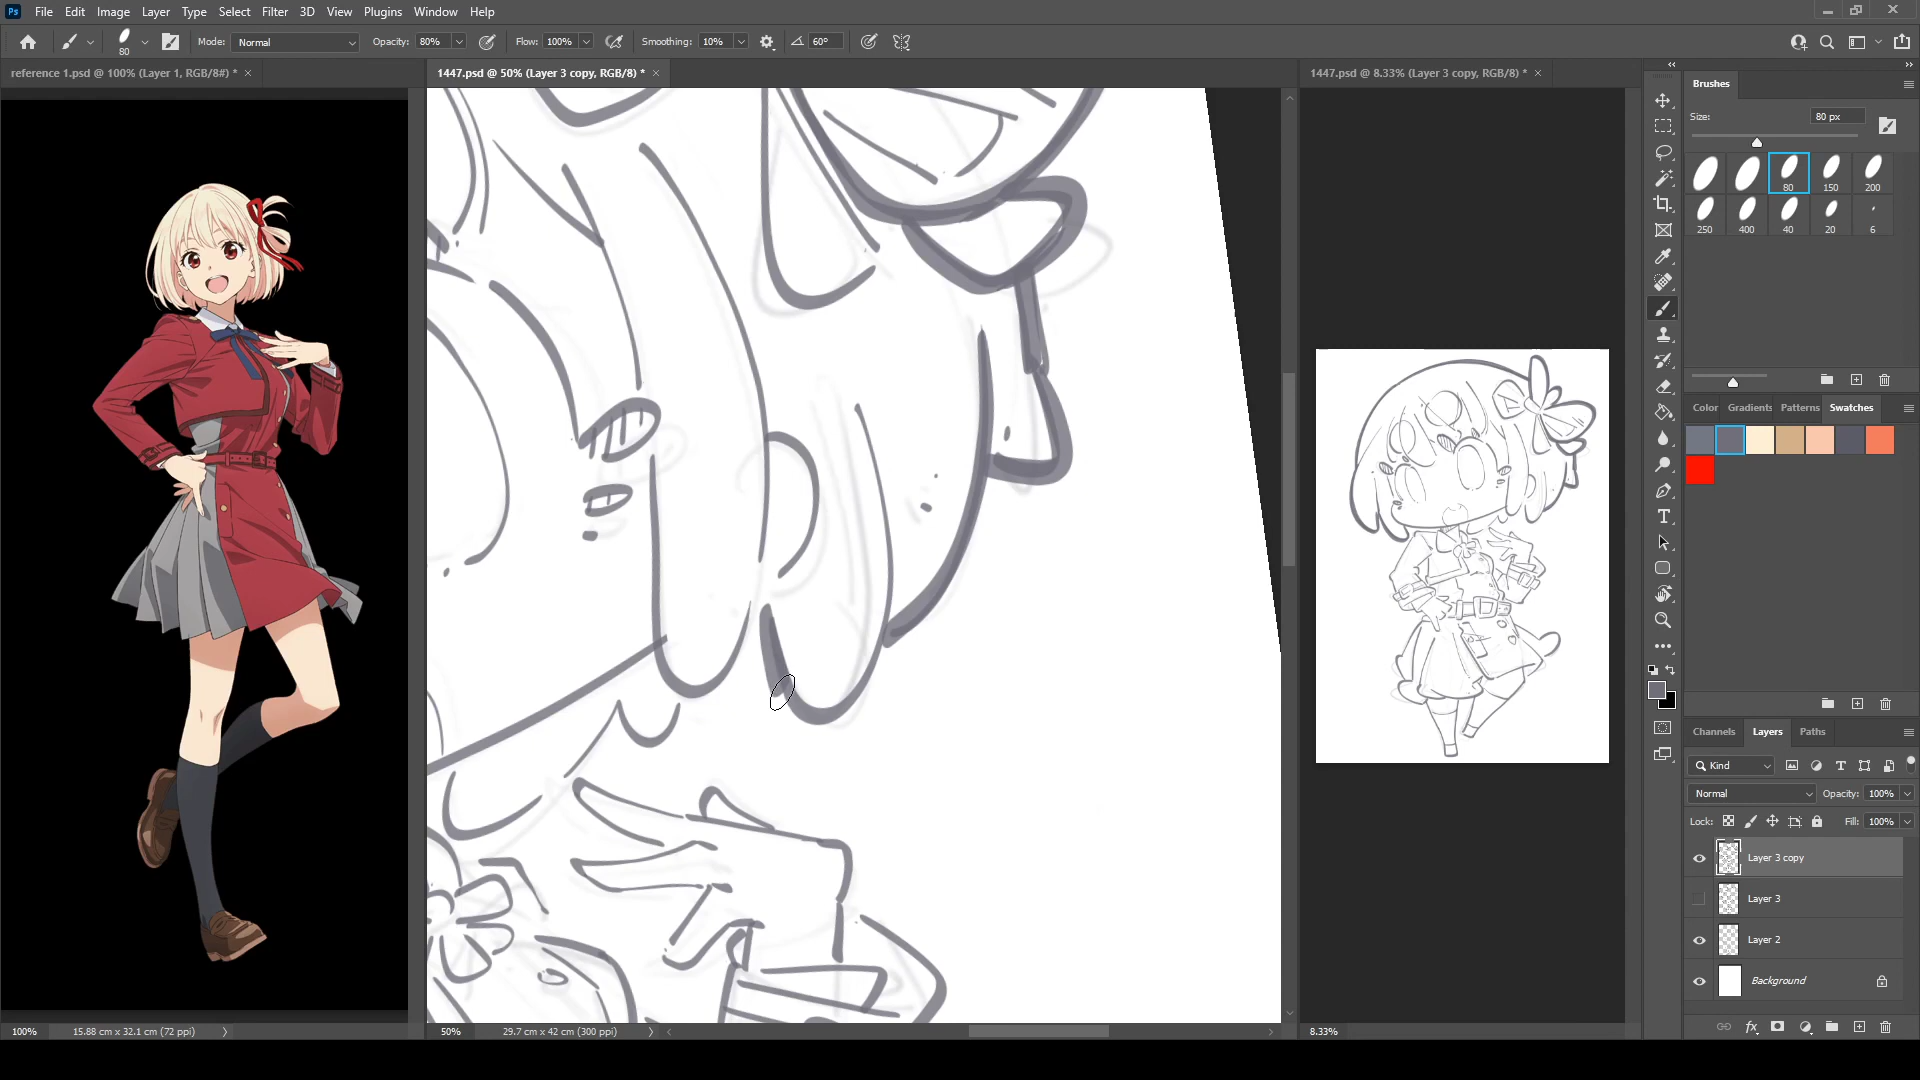 Ps File Edit Image Layer Type Select Filter 3D View Plugins Window Help
80 Mode: Normal Opacity: 80% Flow: 100% Smoothing: 10% 60°
reference 1.psd @ 100% (Layer 1, RGB/8#) * 1447.psd @ 50% (Layer 3 copy, RGB/8) * 1447.psd @ 8.33% (Layer 3 copy, RGB/8) *
Brushes
Size: 80 px
80 150 200
250 400 40 20 6
Color Gradients Patterns Swatches
Channels Layers Paths
Kind
Normal Opacity: 100%
Lock: Fill: 100%
Layer 3 copy
Layer 3
Layer 2
Background
100% 15.88 cm x 32.1 cm (72 ppi) 50% 29.7 cm x 42 cm (300 ppi) 8.33%